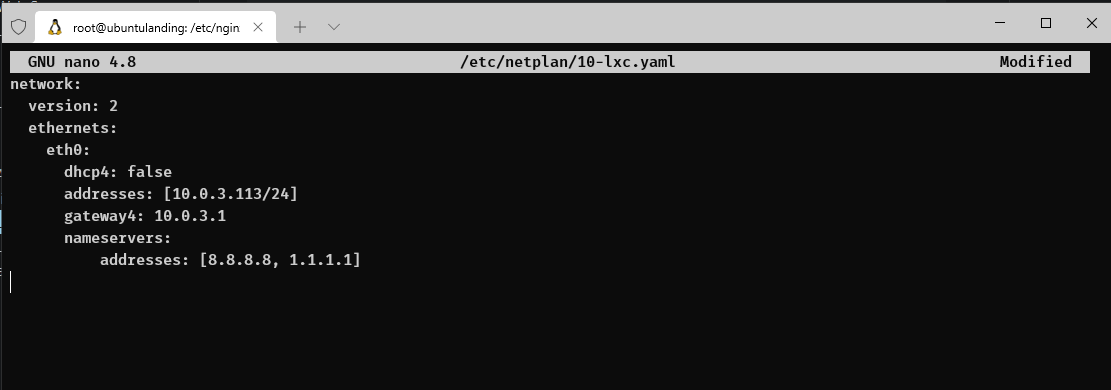 root@ubuntulanding: /etc/ngin
GNU nano 4.8 /etc/netplan/10-lxc.yaml Modified
network:
  version: 2
  ethernets:
    eth0:
      dhcp4: false
      addresses: [10.0.3.113/24]
      gateway4: 10.0.3.1
      nameservers:
          addresses: [8.8.8.8, 1.1.1.1]